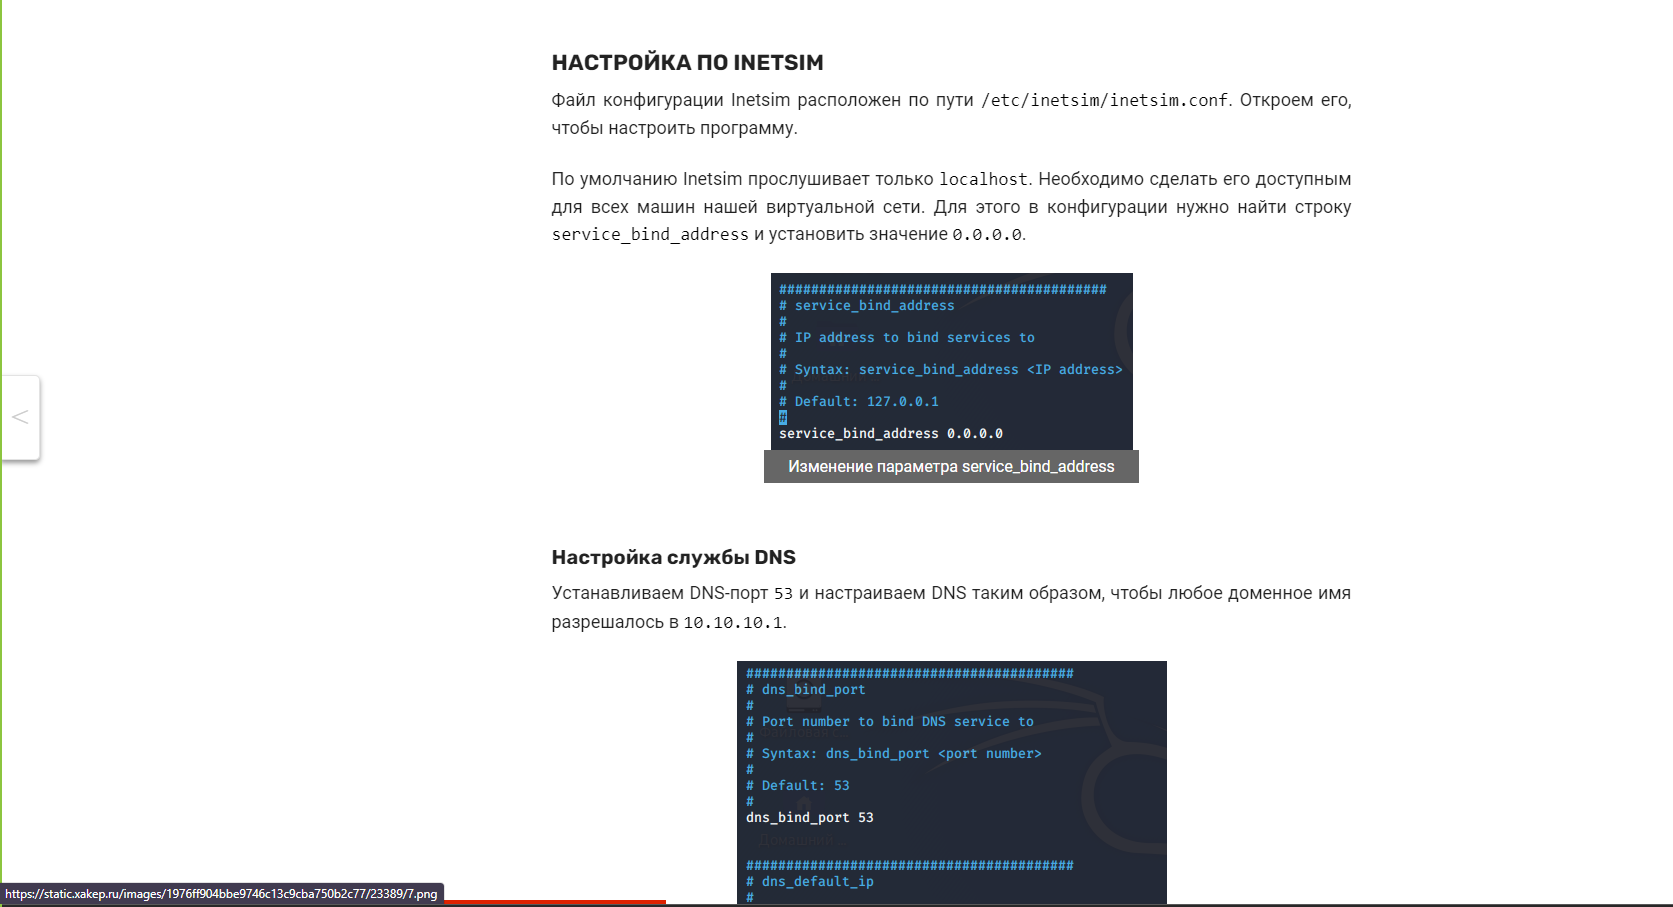 НАСТРОЙКА ПО INETSIM
Файл конфигурации Inetsim расположен по пути /etc/inetsim/inetsim.conf. Откроем его,
чтобы настроить программу.
По умолчанию Inetsim прослушивает только localhost. Необходимо сделать его доступным
для всех машин нашей виртуальной сети. Для этого в конфигурации нужно найти строку
service_bind_address и установить значение 0.0.0.0.
#########################################
# service_bind_address
#
# IP address to bind services to
#
# Syntax: service_bind_address <IP address>
#
# Default: 127.0.0.1
#
service_bind_address 0.0.0.0
Изменение параметра service_bind_address
<
Настройка службы DNS
Устанавливаем DNS-порт 53 и настраиваем DNS таким образом, чтобы любое доменное имя
разрешалось в 10.10.10.1.
#########################################
# dns_bind_port
#
# Port number to bind DNS service to
#
# Syntax: dns_bind_port <port number>
#
# Default: 53
#
dns_bind_port 53
#########################################
# dns_default_ip
#
https://static.xakep.ru/images/1976ff904bbe9746c13c9cba750b2c77/23389/7.png